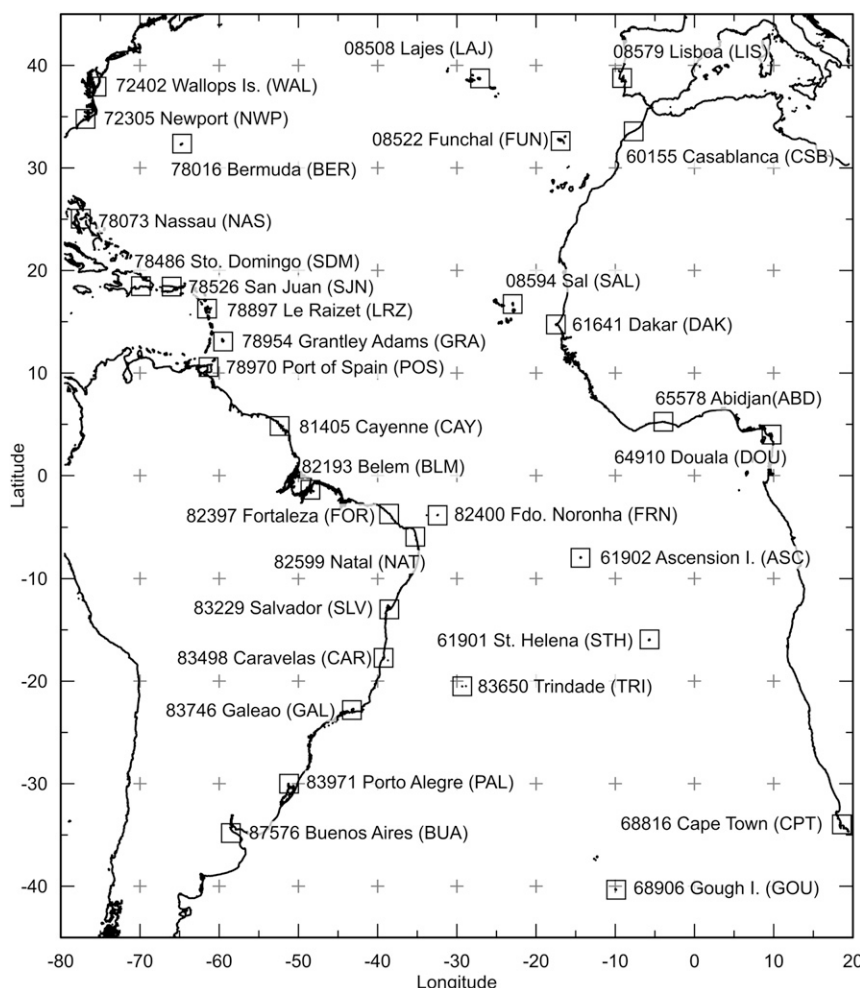 40
30
20
10
0
-10
-20
-30
-40
Latitude
08508 Lajes (LAJ)
08579 Lisboa (LIS)
72402 Wallops Is. (WAL)
72305 Newport (NWP)
08522 Funchal (FUN)
78016 Bermuda (BER)
60155 Casablanca (CSB)
78073 Nassau (NAS)
78486 Sto. Domingo (SDM)
78526 San Juan (SJN)
08594 Sal (SAL)
78897 Le Raizet (LRZ)
61641 Dakar (DAK)
78954 Grantley Adams (GRA)
78970 Port of Spain (POS)
65578 Abidjan(ABD)
81405 Cayenne (CAY)
82193 Belem (BLM)
64910 Douala (DOU)
82397 Fortaleza (FOR)
82400 Fdo. Noronha (FRN)
82599 Natal (NAT)
61902 Ascension I. (ASC)
83229 Salvador (SLV)
61901 St. Helena (STH)
83498 Caravelas (CAR)
83650 Trindade (TRI)
83746 Galeao (GAL)
83971 Porto Alegre (PAL)
68816 Cape Town (CPT)
87576 Buenos Aires (BUA)
68906 Gough I. (GOU)
-80 -70 -60 -50 -40 -30 -20 -10 0 10 20
Longitude